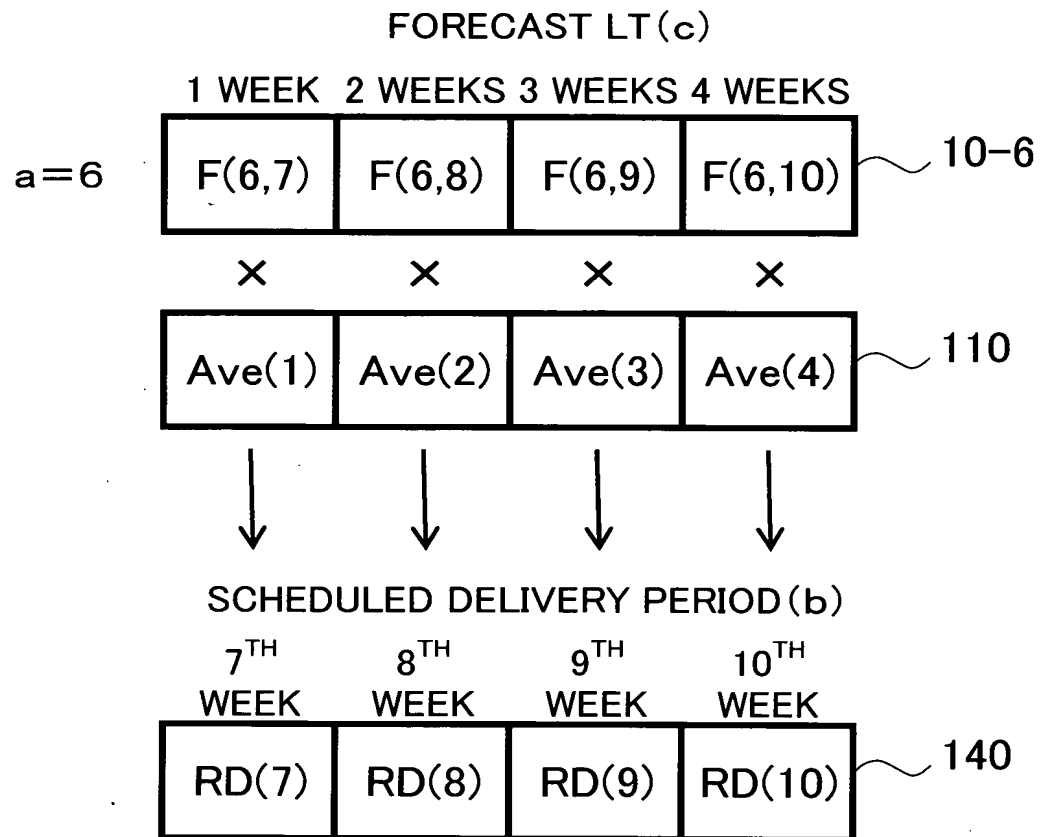 FORECAST LT(c)
1 WEEK 2 WEEKS 3 WEEKS 4 WEEKS
a=6 F(6,7) F(6,8) F(6,9) F(6,10) 10-6
× × × ×
Ave(1) Ave(2) Ave(3) Ave(4) 110
SCHEDULED DELIVERY PERIOD(b)
7TH 8TH 9TH 10TH
WEEK WEEK WEEK WEEK
RD(7) RD(8) RD(9) RD(10) 140